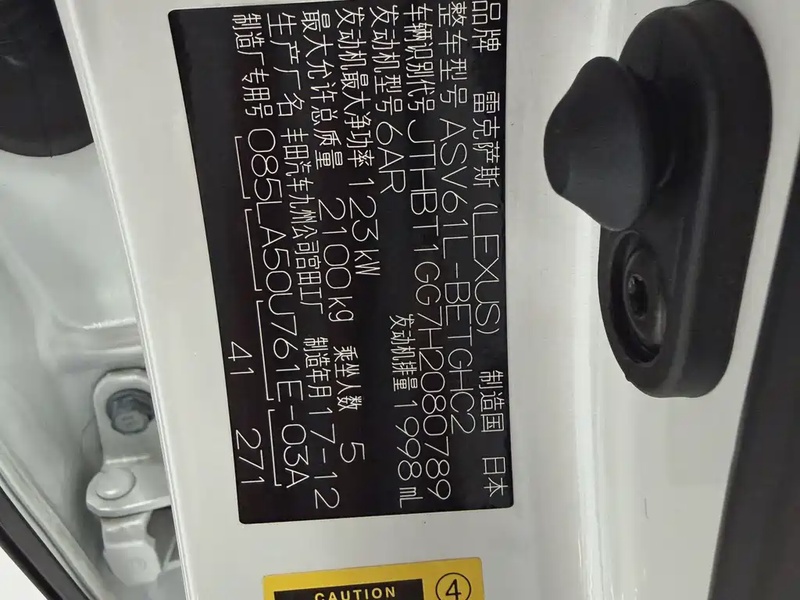 品牌 雷克萨斯 (LEXUS) 制造国 日本
整车型号 ASV61L-BETGHC2
车辆识别代号 JTHBT1GG7H2080789
发动机型号 6AR 发动机排量 1998 mL
发动机最大净功率 123 kW 乘坐人数 5
最大允许总质量 2100 kg 制造年月 17-12
生产厂名 丰田汽车九州公司宫田工厂
制造厂专用号 085LA50U761E-03A
41 271
CAUTION ④